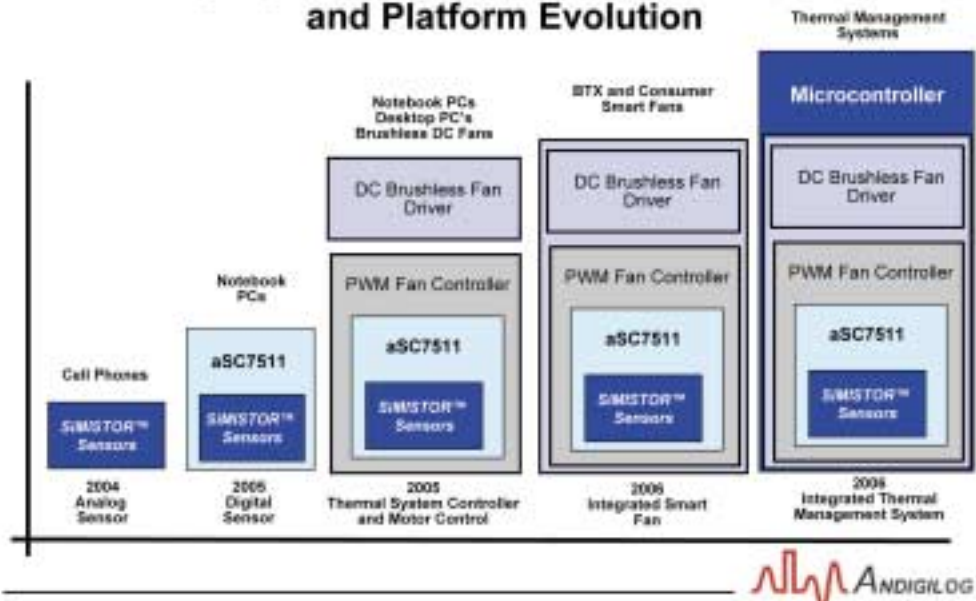 and Platform Evolution
Thermal Management
Systems
Microcontroller
DC Brushless Fan
Driver
PWM Fan Controller
aSC7511
SiMISTOR™
Sensors
2006
Integrated Thermal
Management System
BTX and Consumer
Smart Fans
DC Brushless Fan
Driver
PWM Fan Controller
aSC7511
SiMISTOR™
Sensors
2006
Integrated Smart
Fan
Notebook PCs
Desktop PC's
Brushless DC Fans
DC Brushless Fan
Driver
PWM Fan Controller
aSC7511
SiMISTOR™
Sensors
2005
Thermal System Controller
and Motor Control
Notebook
PCs
aSC7511
SiMISTOR™
Sensors
2005
Digital
Sensor
Cell Phones
SiMISTOR™
Sensors
2004
Analog
Sensor
ANDIGILOG